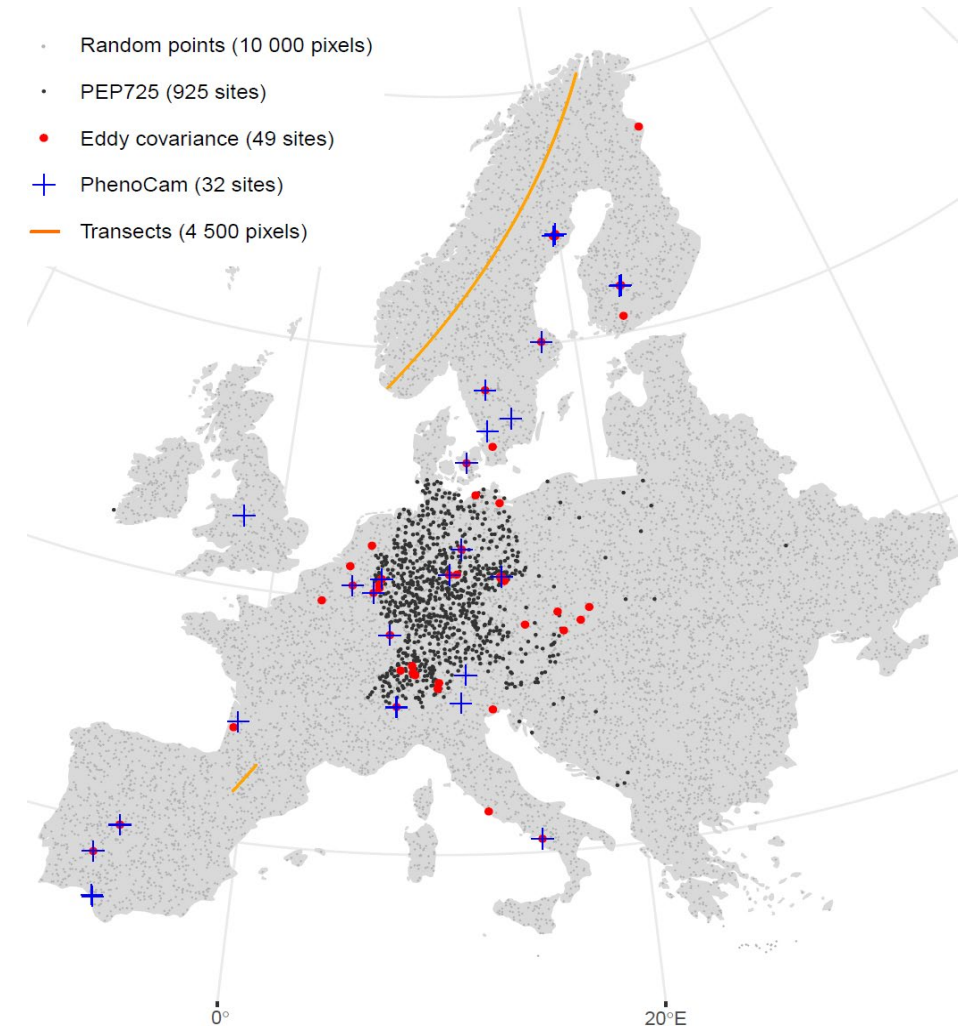 Random points (10 000 pixels)
PEP725 (925 sites)
Eddy covariance (49 sites)
PhenoCam (32 sites)
Transects (4 500 pixels)
0°
20°E